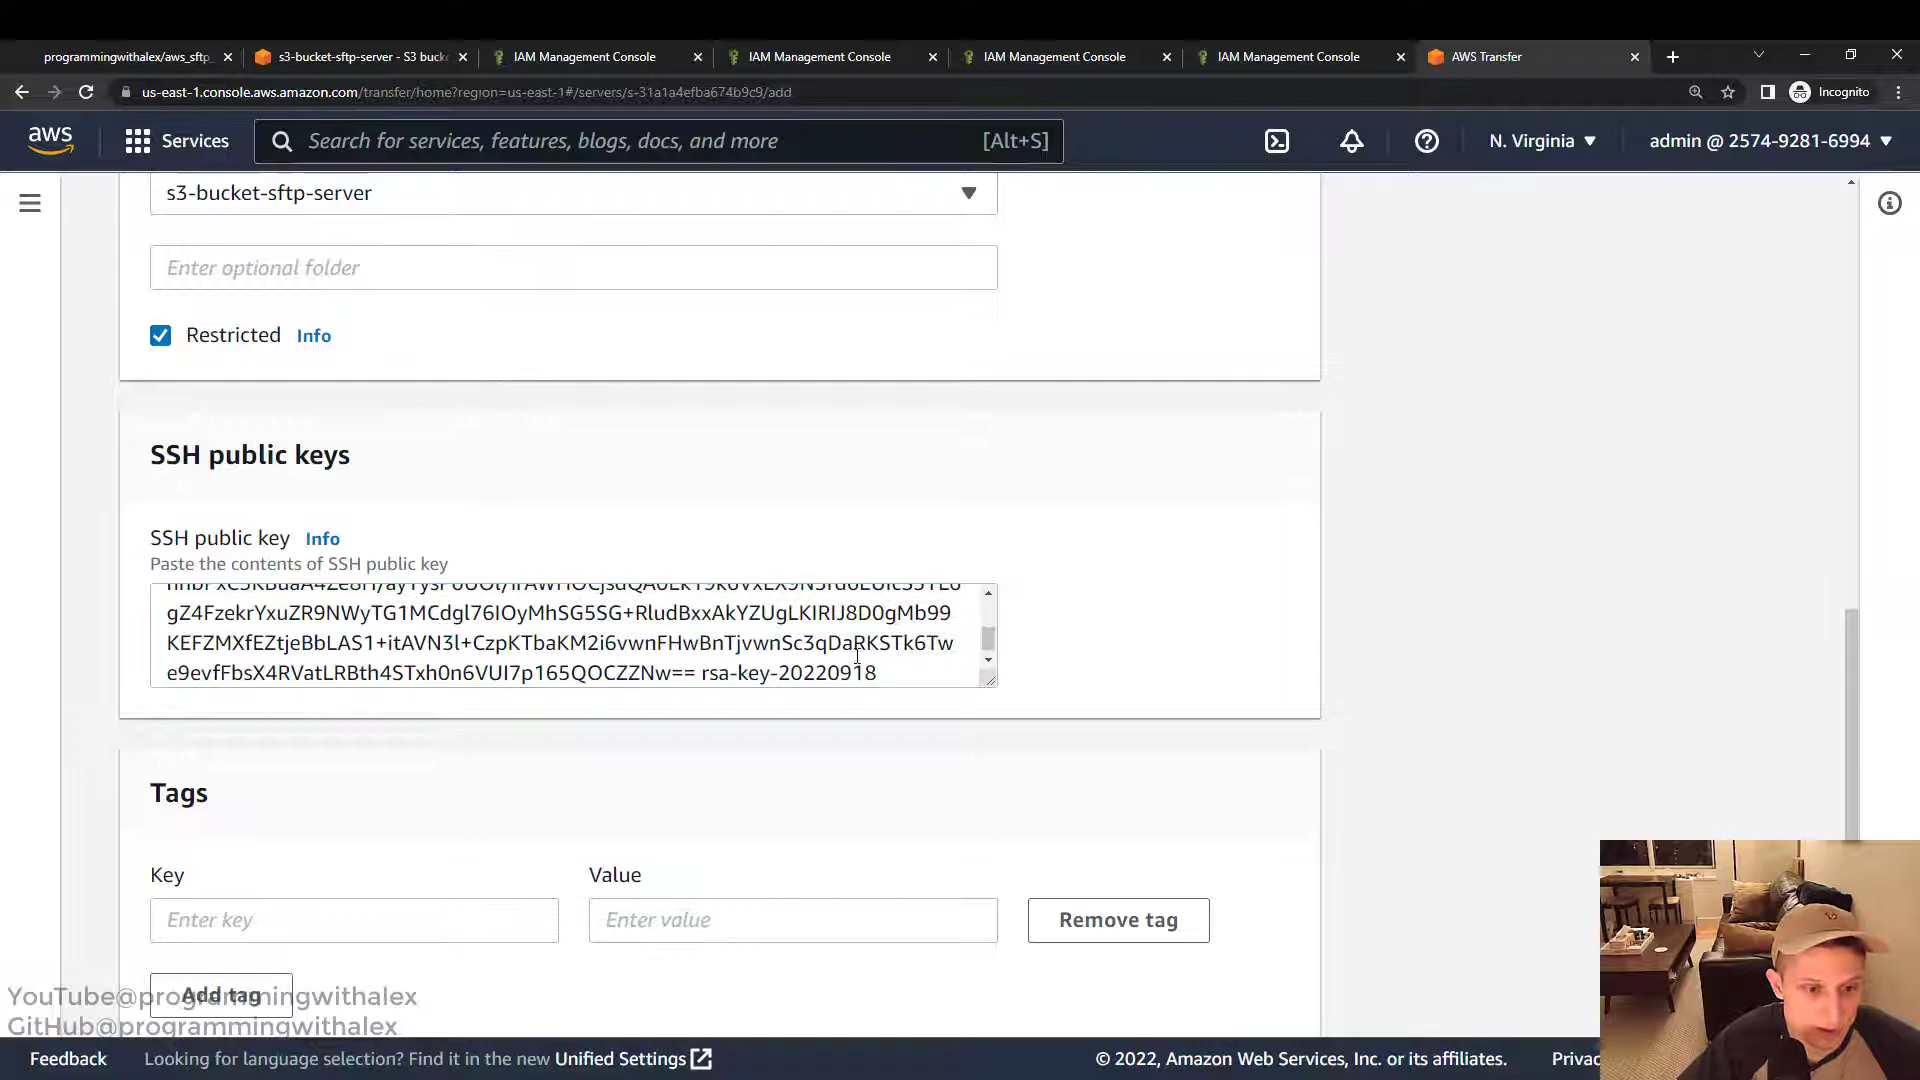 programmingwithalex/aws_sftp_
s3-bucket-sftp-server - S3 buck
IAM Management Console
IAM Management Console
IAM Management Console
IAM Management Console
AWS Transfer
us-east-1.console.aws.amazon.com/transfer/home?region=us-east-1#/servers/s-31a1a4efba674b9c9/add
Incognito
aws
Services
Search for services, features, blogs, docs, and more
[Alt+S]
N. Virginia
admin @ 2574-9281-6994
s3-bucket-sftp-server
Enter optional folder
Restricted Info
SSH public keys
SSH public key Info
Paste the contents of SSH public key
gZ4FzekrYxuZR9NWyTG1MCdgl76IOyMhSG5SG+RludBxxAkYZUgLKIRIJ8D0gMb99
KEFZMXfEZtjeBbLAS1+itAVN3l+CzpKTbaKM2i6vwnFHwBnTjvwnSc3qDaRKSTk6Tw
e9evfFbsX4RVatLRBth4STxh0n6VUI7p165QOCZZNw== rsa-key-20220918
Tags
Key
Value
Enter key
Enter value
Remove tag
Add tag
YouTube@programmingwithalex
GitHub@programmingwithalex
Feedback
Looking for language selection? Find it in the new Unified Settings
© 2022, Amazon Web Services, Inc. or its affiliates.
Privac